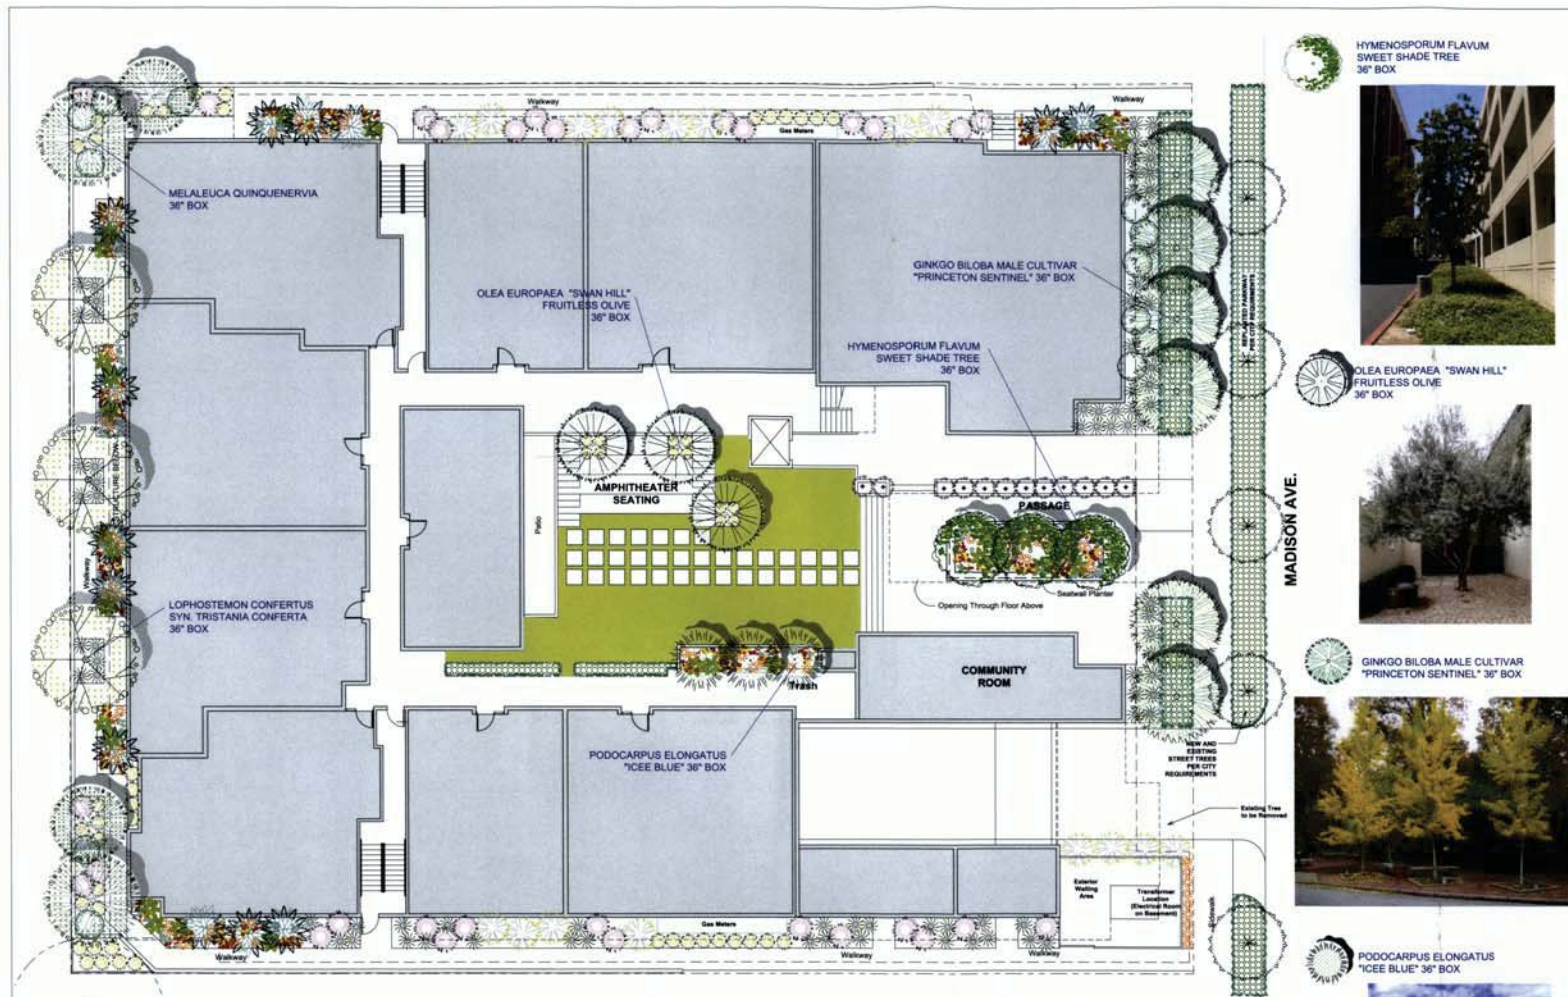 HYMENOSPORUM FLAVUM
SWEET SHADE TREE
36" BOX
Walkway
Walkway
Gas Meters
MELALEUCA QUINQUENERVIA
36" BOX
GINKGO BILOBA MALE CULTIVAR
"PRINCETON SENTINEL" 36" BOX
OLEA EUROPAEA "SWAN HILL"
FRUITLESS OLIVE
36" BOX
HYMENOSPORUM FLAVUM
SWEET SHADE TREE
36" BOX
OLEA EUROPAEA "SWAN HILL"
FRUITLESS OLIVE
36" BOX
AMPHITHEATER
SEATING
PASSAGE
MADISON AVE.
Patio
Walkway
Seatwall Planter
Opening Through Floor Above
LOPHOSTEMON CONFERTUS
SYN. TRISTANIA CONFERTA
36" BOX
COMMUNITY
ROOM
Trash
GINKGO BILOBA MALE CULTIVAR
"PRINCETON SENTINEL" 36" BOX
PODOCARPUS ELONGATUS
"ICEE BLUE" 36" BOX
NEW AND
EXISTING
STREET TREES
PER CITY
REQUIREMENTS
Existing Tree
to be Removed
Exterior
Waiting
Area
Transformer
Location
(Electrical Room
on Basement)
Sidewalk
Gas Meters
Walkway
Walkway
Walkway
PODOCARPUS ELONGATUS
"ICEE BLUE" 36" BOX